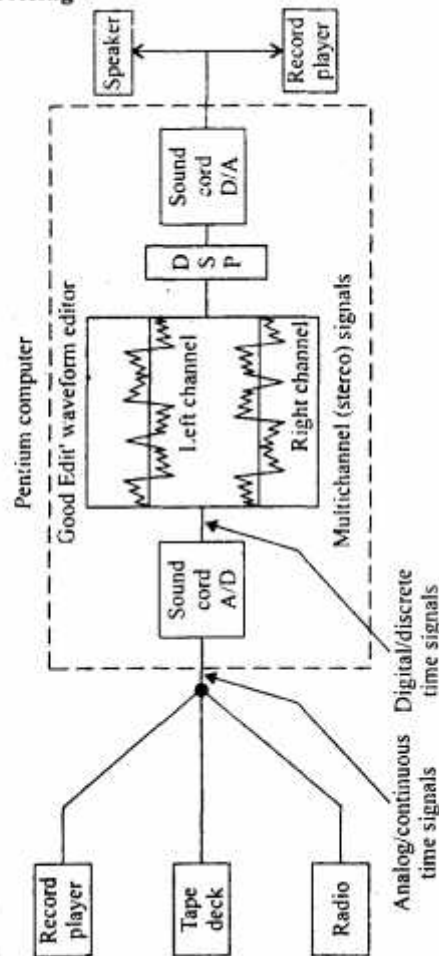 Pentium computer
Good Edit' waveform editor
Record
player
Tape
deck
Radio
Analog/continuous
time signals
Sound
cord
A/D
Digital/discrete
time signals
Left channel
Right channel
Multichannel (stereo) signals
D
S
P
Sound
cord
D/A
Speaker
Record
player